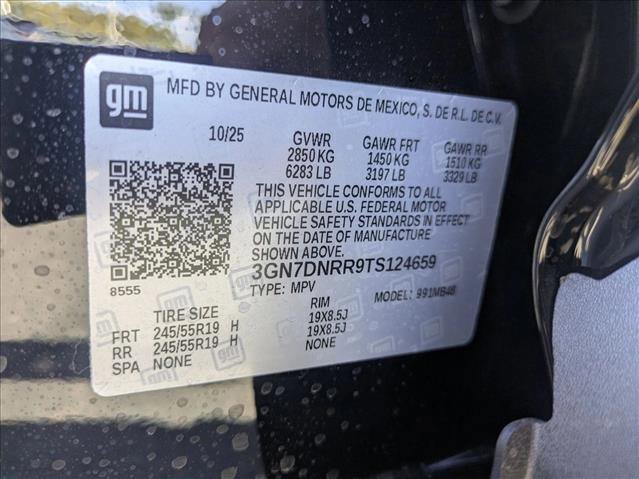 gm
MFD BY GENERAL MOTORS DE MEXICO, S. DE R.L. DE C.V.
10/25 GVWR GAWR FRT GAWR RR
2850 KG 1450 KG 1510 KG
6283 LB 3197 LB 3329 LB
THIS VEHICLE CONFORMS TO ALL
APPLICABLE U.S. FEDERAL MOTOR
VEHICLE SAFETY STANDARDS IN EFFECT
ON THE DATE OF MANUFACTURE
SHOWN ABOVE.
3GN7DNRR9TS124659
8555 TYPE: MPV MODEL: 991MB48
TIRE SIZE RIM
FRT 245/55R19 H 19X8.5J
RR 245/55R19 H 19X8.5J
SPA NONE NONE